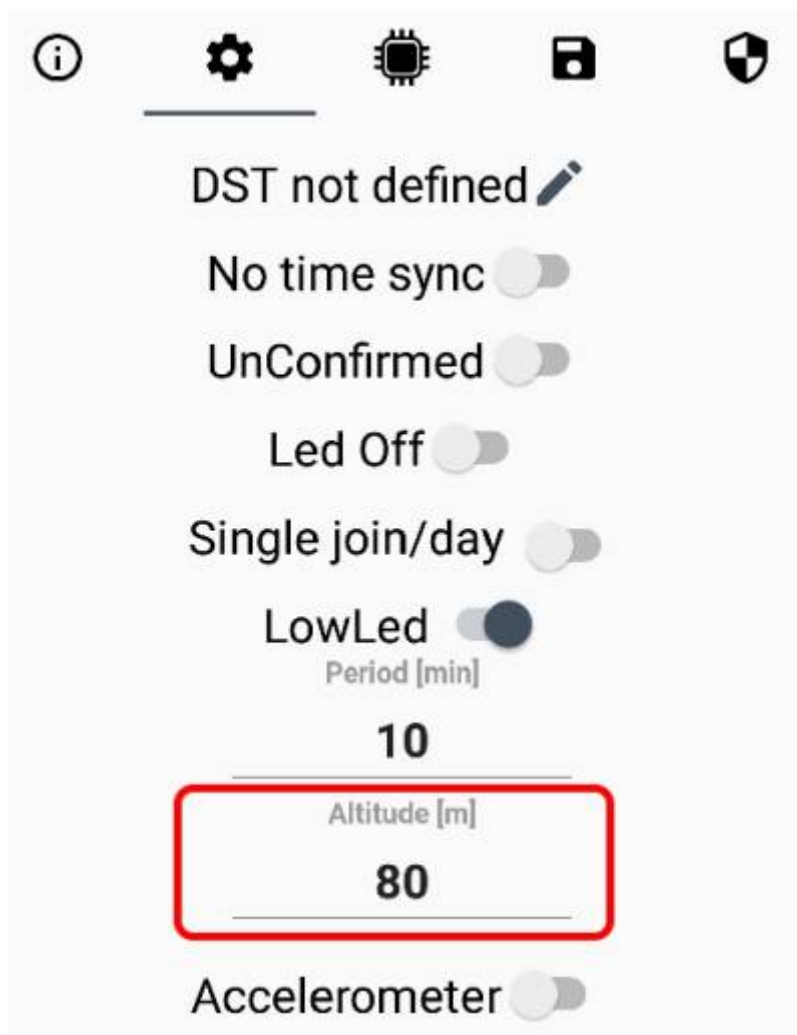 DST not defined
No time sync
UnConfirmed
Led Off
Single join/day
LowLed
Period [min]
10
Altitude [m]
80
Accelerometer